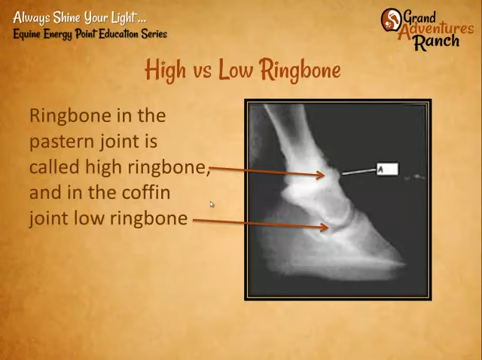 Always Shine Your Light...
Equine Energy Point Education Series
Grand
Adventures
Ranch
High vs Low Ringbone
Ringbone in the
pastern joint is
called high ringbone,
and in the coffin
joint low ringbone
A